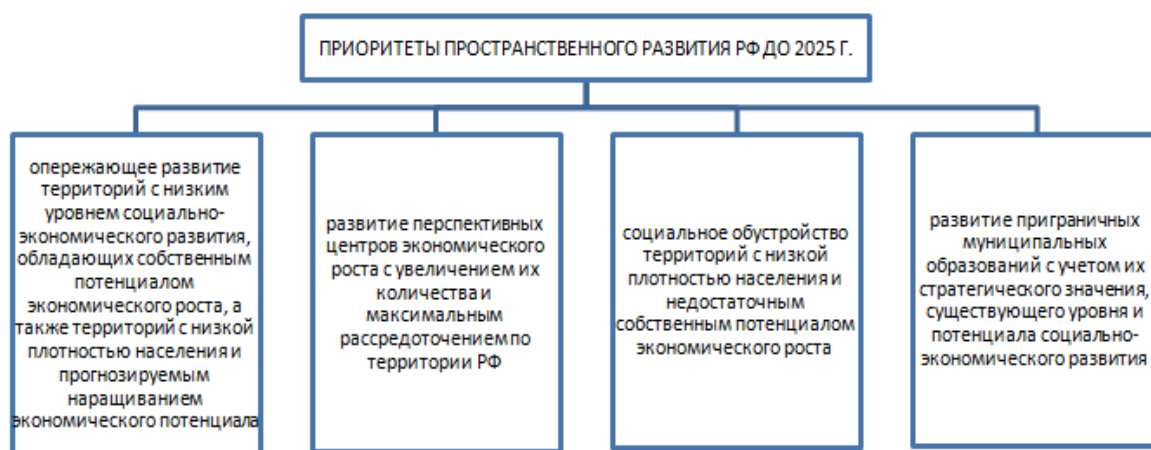 ПРИОРИТЕТЫ ПРОСТРАНСТВЕННОГО РАЗВИТИЯ РФ ДО 2025 Г.
опережающее развитие
территорий с низким
уровнем социально-
экономического развития,
обладающих собственным
потенциалом
экономического роста, а
также территорий с низкой
плотностью населения и
прогнозируемым
наращиванием
экономического потенциала
развитие перспективных
центров экономического
роста с увеличением их
количества и
максимальным
рассредоточением по
территории РФ
социальное обустройство
территорий с низкой
плотностью населения и
недостаточным
собственным потенциалом
экономического роста
развитие приграничных
муниципальных
образований с учетом их
стратегического значения,
существующего уровня и
потенциала социально-
экономического развития